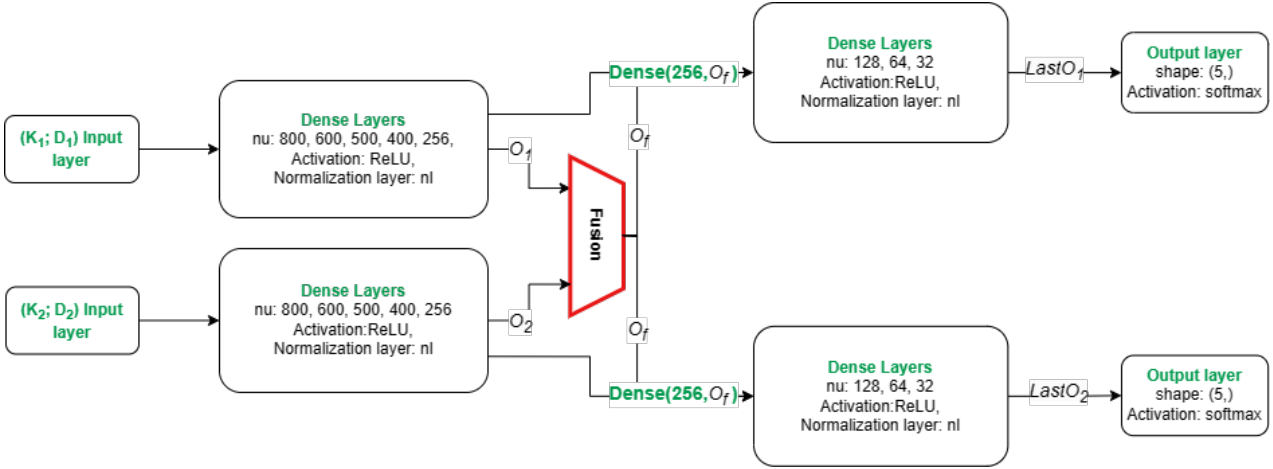 (K₁; D₁) Input
layer
Dense Layers
nu: 800, 600, 500, 400, 256,
Activation: ReLU,
Normalization layer: nl
O₁
(K₂; D₂) Input
layer
Dense Layers
nu: 800, 600, 500, 400, 256
Activation:ReLU,
Normalization layer: nl
O₂
Fusion
O_f
O_f
Dense(256,O_f)
Dense Layers
nu: 128, 64, 32
Activation:ReLU,
Normalization layer: nl
LastO₁
Output layer
shape: (5,)
Activation: softmax
Dense(256,O_f)
Dense Layers
nu: 128, 64, 32
Activation:ReLU,
Normalization layer: nl
LastO₂
Output layer
shape: (5,)
Activation: softmax